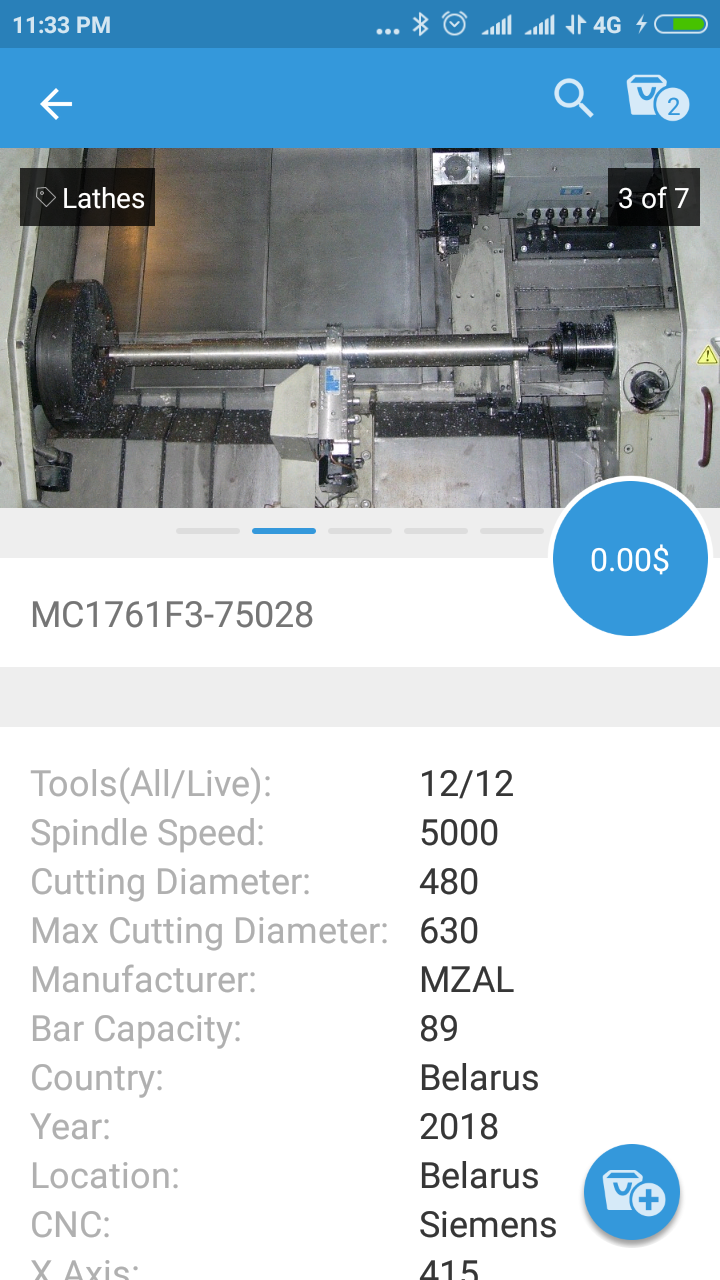 11:33 PM
4G
2
Lathes
3 of 7
0.00$
MC1761F3-75028
Tools(All/Live): 12/12
Spindle Speed: 5000
Cutting Diameter: 480
Max Cutting Diameter: 630
Manufacturer: MZAL
Bar Capacity: 89
Country: Belarus
Year: 2018
Location: Belarus
CNC: Siemens
X Axis: 415